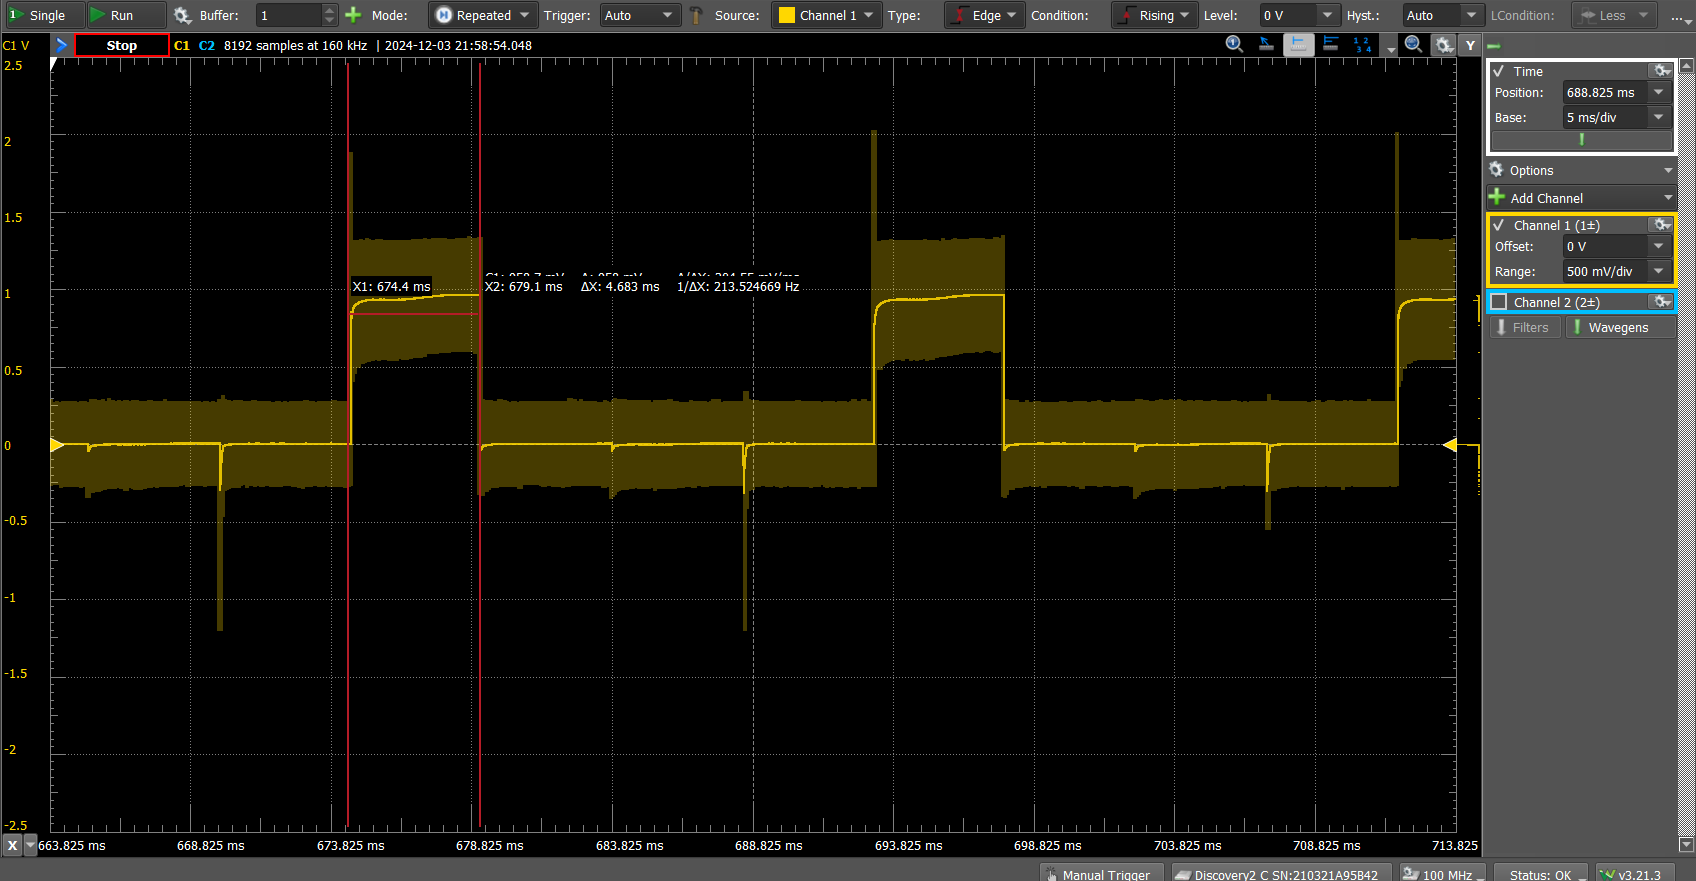 Single Run Buffer: 1 Mode: Repeated Trigger: Auto Source: Channel 1 Type: Edge Condition: Rising Level: 0 V Hyst.: Auto LCondition: Less ...
C1 V Stop C1 C2 8192 samples at 160 kHz | 2024-12-03 21:58:54.048 Y
2.5
2
1.5
1
0.5
0
-0.5
-1
-1.5
-2
-2.5
X1: 674.4 ms
X2: 679.1 ms ΔX: 4.683 ms 1/ΔX: 213.524669 Hz
X 663.825 ms 668.825 ms 673.825 ms 678.825 ms 683.825 ms 688.825 ms 693.825 ms 698.825 ms 703.825 ms 708.825 ms 713.825
Time
Position: 688.825 ms
Base: 5 ms/div
Options
Add Channel
Channel 1 (1±)
Offset: 0 V
Range: 500 mV/div
Channel 2 (2±)
Filters Wavegens
Manual Trigger Discovery2 C SN:210321A95B42 100 MHz Status: OK v3.21.3